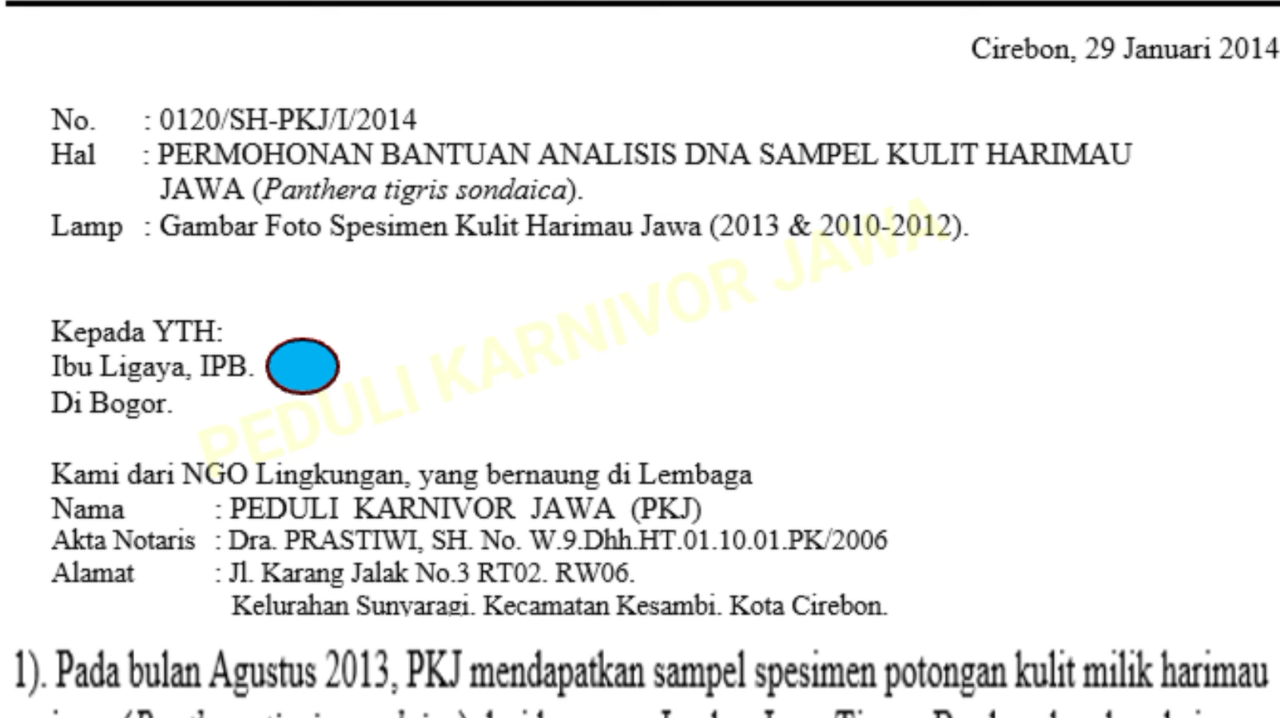 Cirebon, 29 Januari 2014
No. : 0120/SH-PKJ/I/2014
Hal : PERMOHONAN BANTUAN ANALISIS DNA SAMPEL KULIT HARIMAU
JAWA (Panthera tigris sondaica).
Lamp : Gambar Foto Spesimen Kulit Harimau Jawa (2013 & 2010-2012).
PEDULI KARNIVOR JAWA
Kepada YTH:
Ibu Ligaya, IPB.
Di Bogor.
Kami dari NGO Lingkungan, yang bernaung di Lembaga
Nama : PEDULI KARNIVOR JAWA (PKJ)
Akta Notaris : Dra. PRASTIWI, SH. No. W.9.Dhh.HT.01.10.01.PK/2006
Alamat : Jl. Karang Jalak No.3 RT02. RW06.
Kelurahan Sunyaragi. Kecamatan Kesambi. Kota Cirebon.
1). Pada bulan Agustus 2013, PKJ mendapatkan sampel spesimen potongan kulit milik harimau